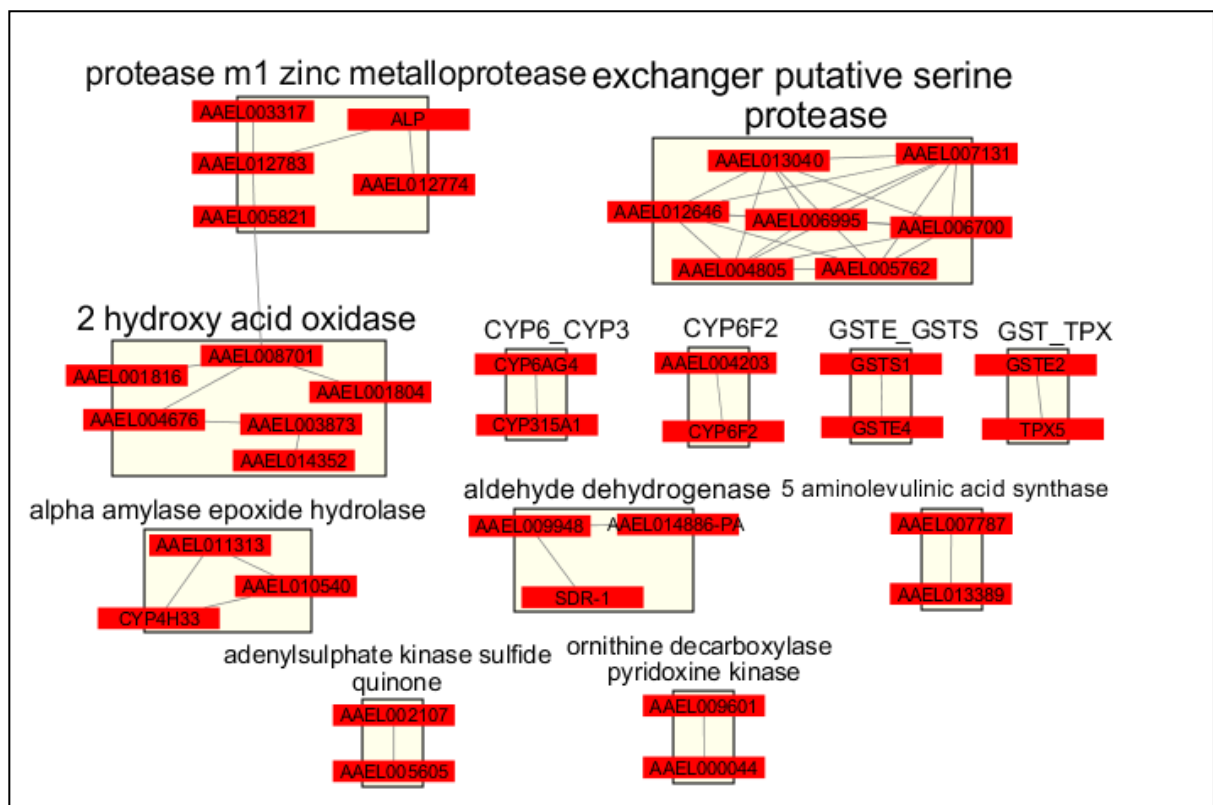 protease m1 zinc metalloprotease
AAEL003317
ALP
AAEL012783
AAEL012774
AAEL005821
exchanger putative serine
protease
AAEL013040
AAEL007131
AAEL012646
AAEL006995
AAEL006700
AAEL004805
AAEL005762
2 hydroxy acid oxidase
AAEL008701
AAEL001816
AAEL001804
AAEL004676
AAEL003873
AAEL014352
CYP6_CYP3
CYP6AG4
CYP315A1
CYP6F2
AAEL004203
CYP6F2
GSTE_GSTS
GSTS1
GSTE4
GST_TPX
GSTE2
TPX5
alpha amylase epoxide hydrolase
AAEL011313
AAEL010540
CYP4H33
aldehyde dehydrogenase
AAEL009948
AAEL014886-PA
SDR-1
5 aminolevulinic acid synthase
AAEL007787
AAEL013389
adenylsulphate kinase sulfide
quinone
AAEL002107
AAEL005605
ornithine decarboxylase
pyridoxine kinase
AAEL009601
AAEL000044